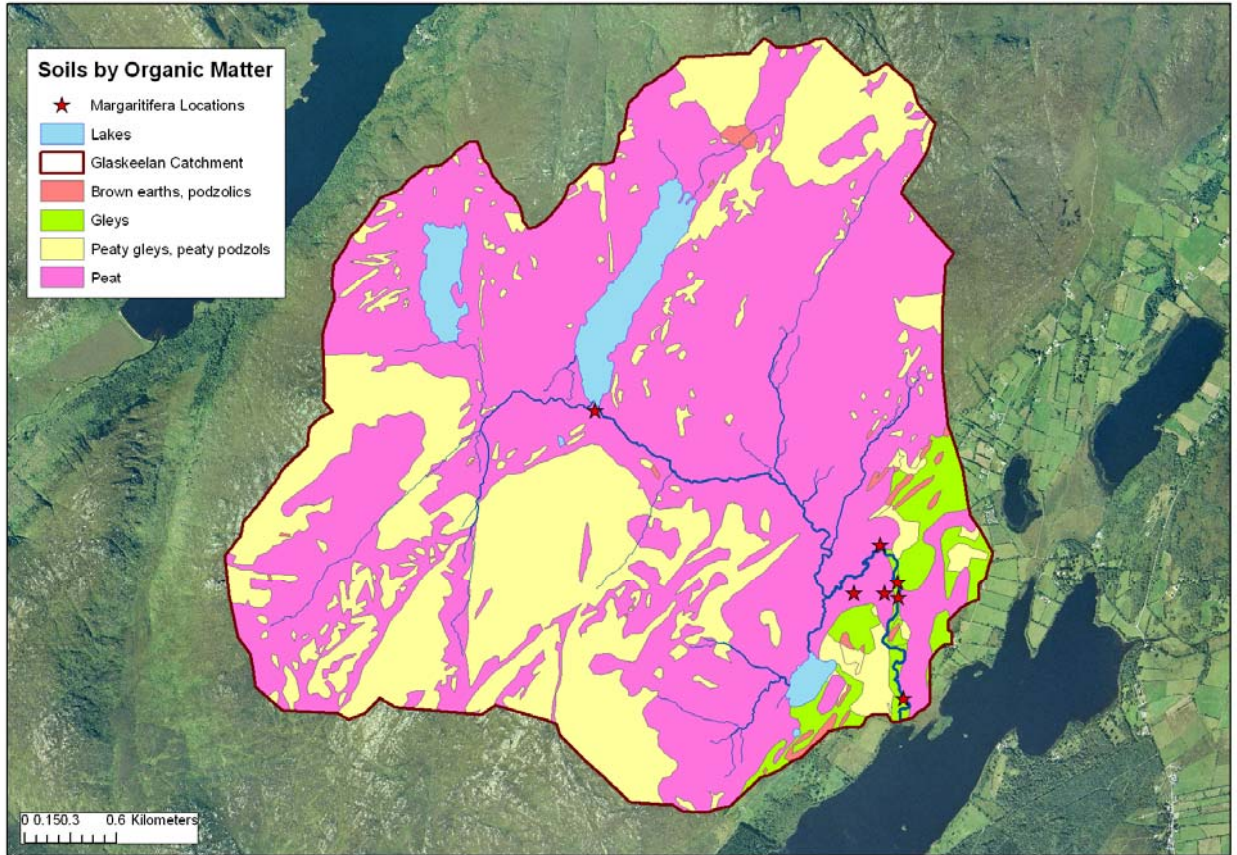 Soils by Organic Matter
Margaritifera Locations
Lakes
Glaskeelan Catchment
Brown earths, podzolics
Gleys
Peaty gleys, peaty podzols
Peat
0 0.150.3 0.6 Kilometers